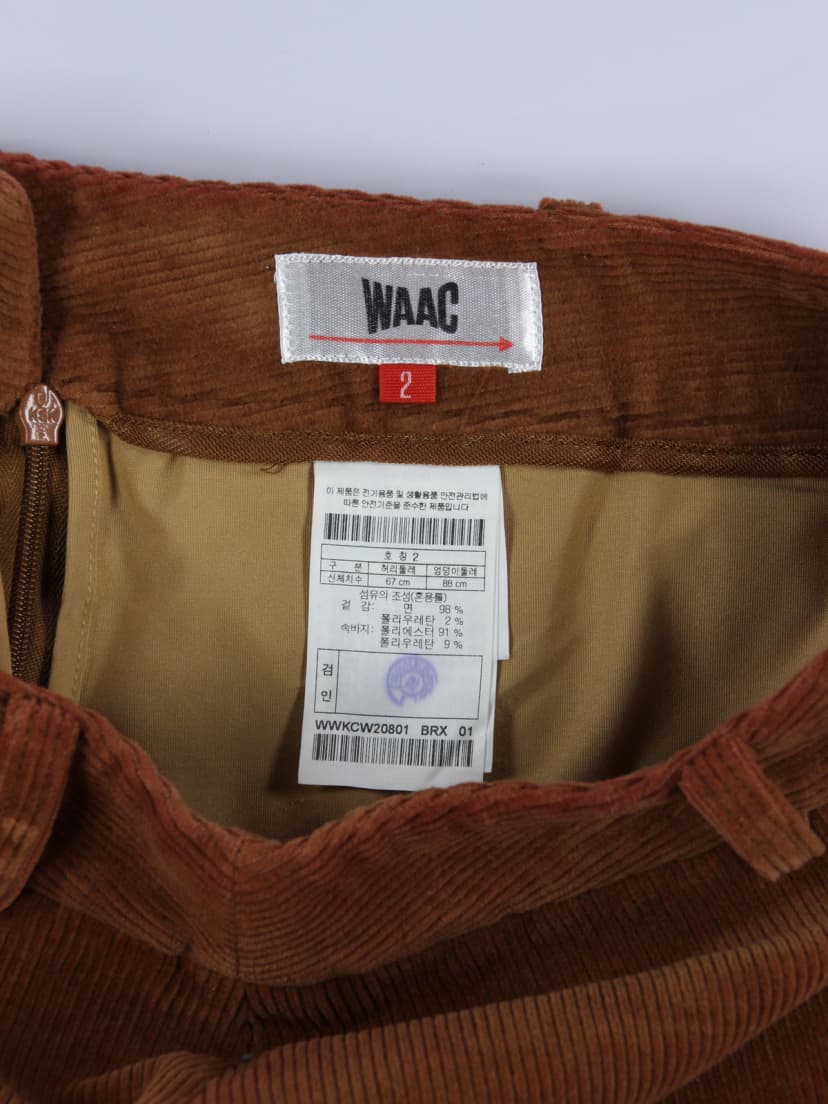 WAAC
2
이 제품은 전기용품 및 생활용품 안전관리법에
따른 안전기준을 준수한 제품입니다
호 칭 2
구 분 허리둘레 엉덩이둘레
신체치수 67 cm 88 cm
섬유의 조성(혼용률)
겉 감: 면 98 %
폴리우레탄 2 %
속바지: 폴리에스터 91 %
폴리우레탄 9 %
검
인
WWKCW20801 BRX 01